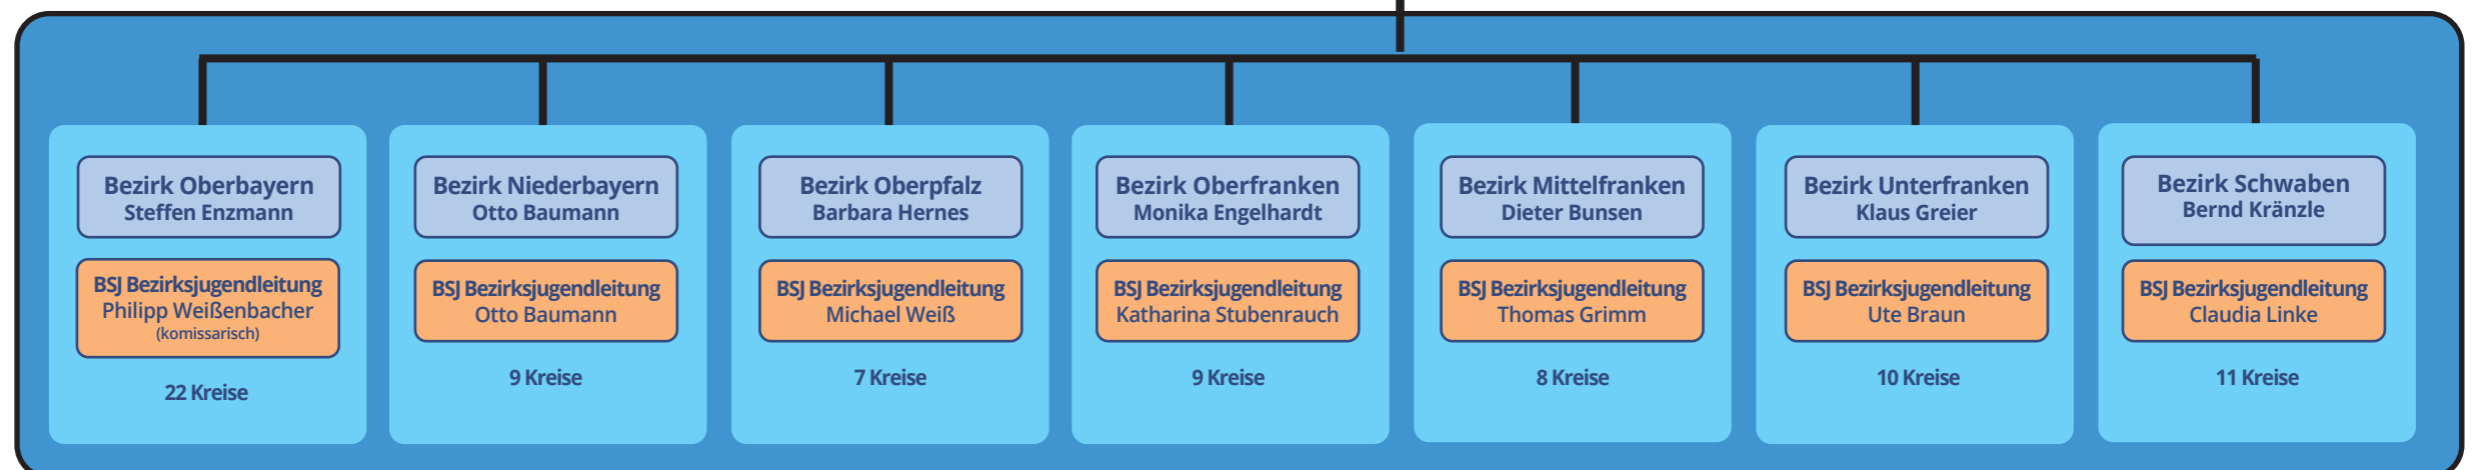 Bezirk Oberbayern
Steffen Enzmann
BSJ Bezirksjugendleitung
Philipp Weißenbacher
(komissarisch)
22 Kreise
Bezirk Niederbayern
Otto Baumann
BSJ Bezirksjugendleitung
Otto Baumann
9 Kreise
Bezirk Oberpfalz
Barbara Hernes
BSJ Bezirksjugendleitung
Michael Weiß
7 Kreise
Bezirk Oberfranken
Monika Engelhardt
BSJ Bezirksjugendleitung
Katharina Stubenrauch
9 Kreise
Bezirk Mittelfranken
Dieter Bunsen
BSJ Bezirksjugendleitung
Thomas Grimm
8 Kreise
Bezirk Unterfranken
Klaus Greier
BSJ Bezirksjugendleitung
Ute Braun
10 Kreise
Bezirk Schwaben
Bernd Kränzle
BSJ Bezirksjugendleitung
Claudia Linke
11 Kreise